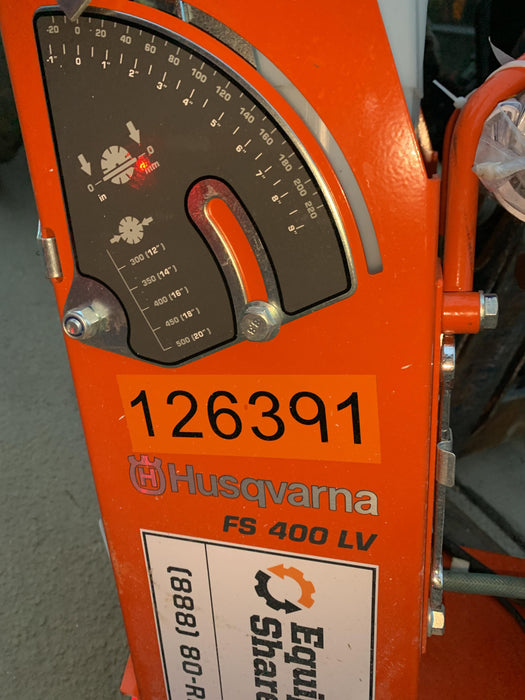 -20 0 20 40 60 80 100 120 140 160 180 200 220
-1" 0 1" 2" 3" 4" 5" 6" 7" 8" 9"
0
mm
0
in
300 (12")
350 (14")
400 (16")
450 (18")
500 (20")
126391
Husqvarna
FS 400 LV
Equip
Share
(888) 80-R